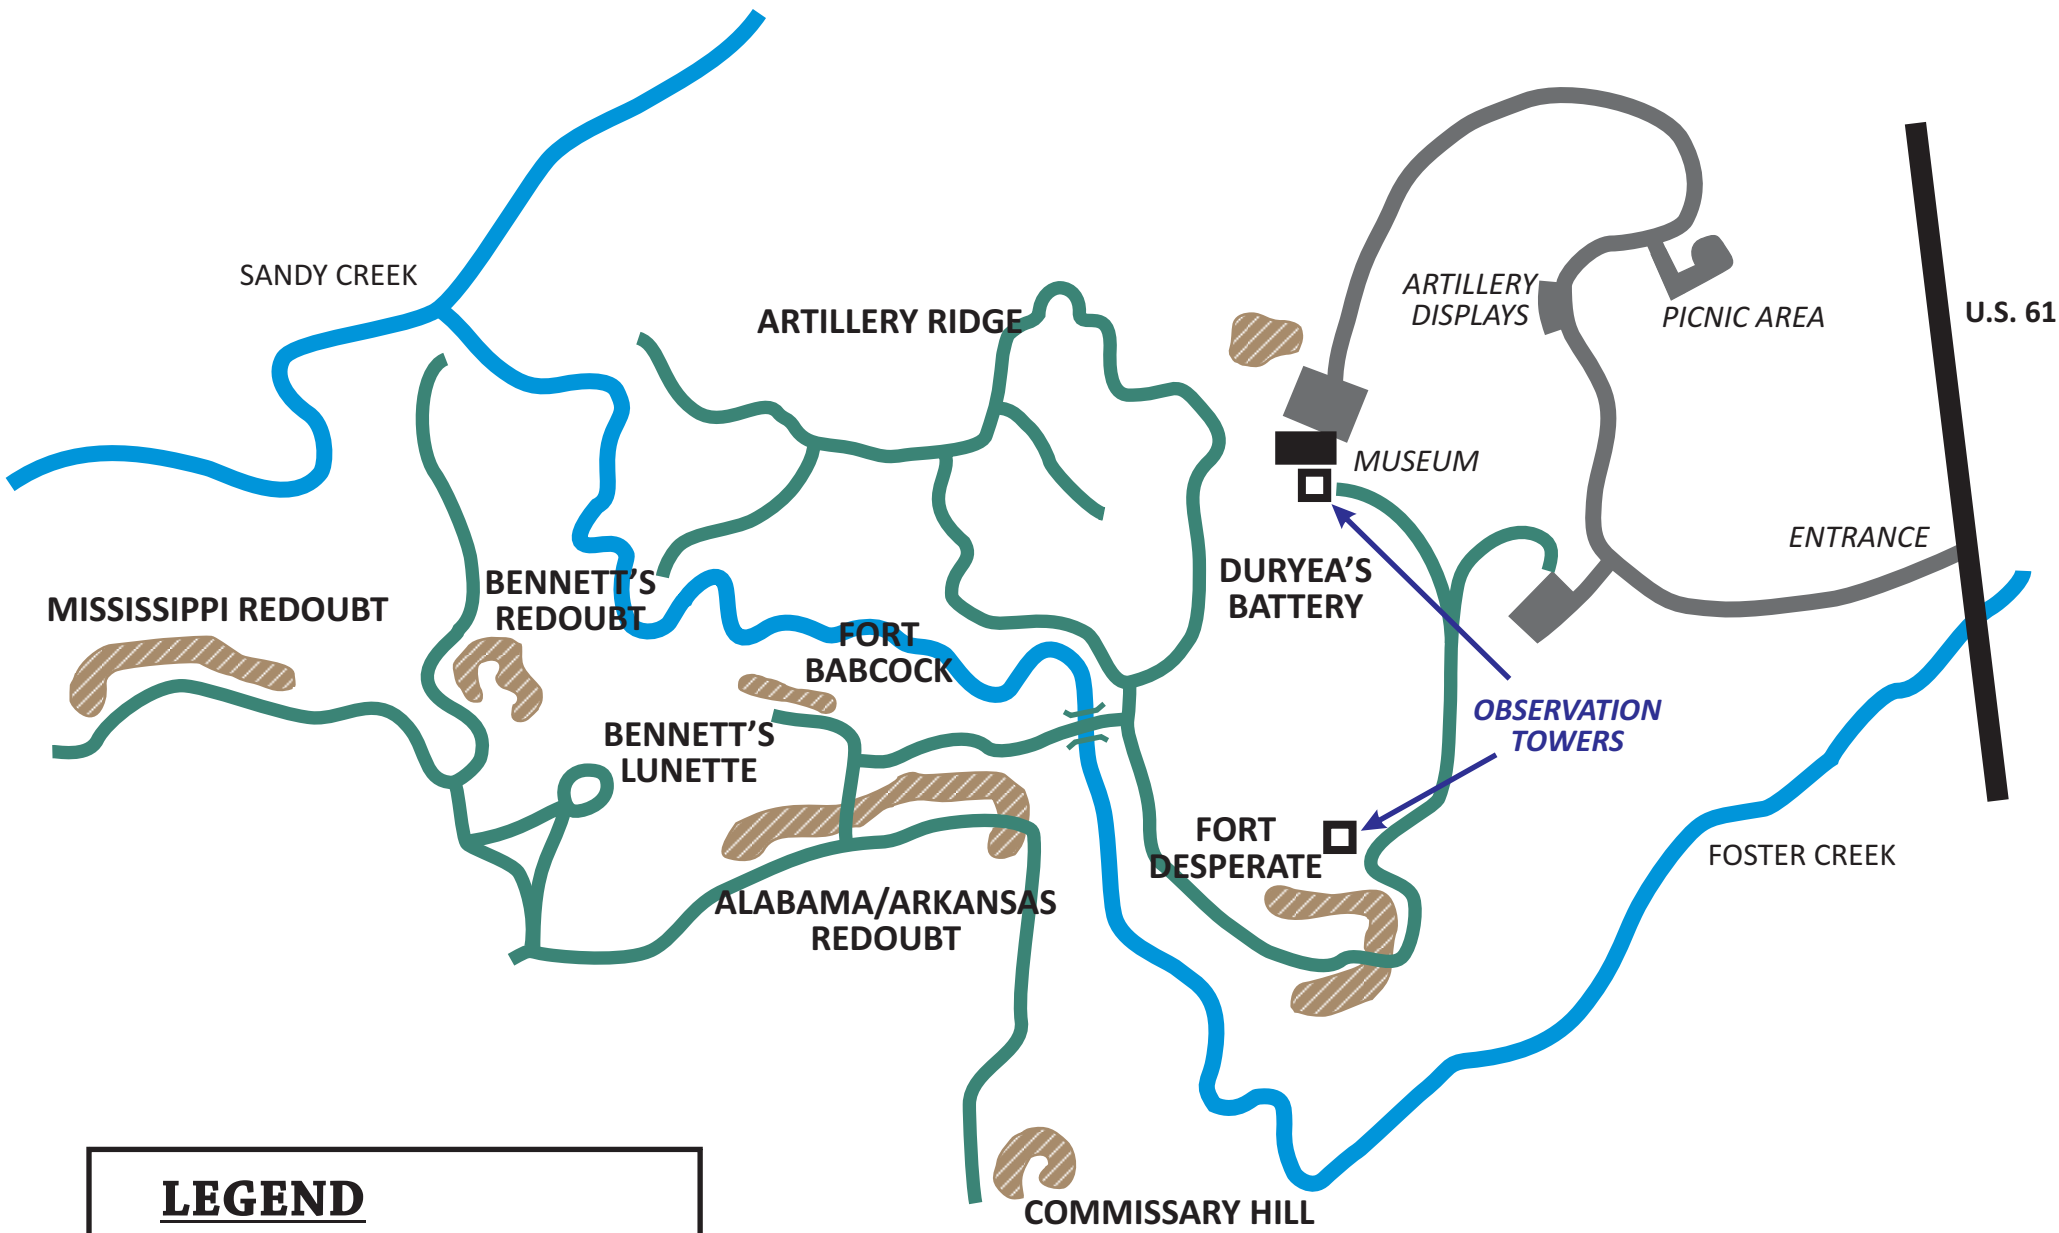 SANDY CREEK
ARTILLERY RIDGE
ARTILLERY
DISPLAYS
PICNIC AREA
U.S. 61
MUSEUM
ENTRANCE
MISSISSIPPI REDOUBT
BENNETT'S
REDOUBT
DURYEA'S
BATTERY
FORT
BABCOCK
BENNETT'S
LUNETTE
OBSERVATION
TOWERS
FORT
DESPERATE
FOSTER CREEK
ALABAMA/ARKANSAS
REDOUBT
LEGEND
COMMISSARY HILL